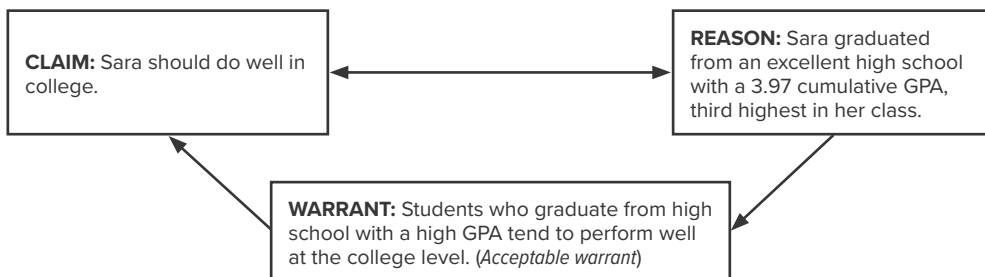 CLAIM: Sara should do well in
college.
REASON: Sara graduated
from an excellent high school
with a 3.97 cumulative GPA,
third highest in her class.
WARRANT: Students who graduate from high
school with a high GPA tend to perform well
at the college level. (Acceptable warrant)